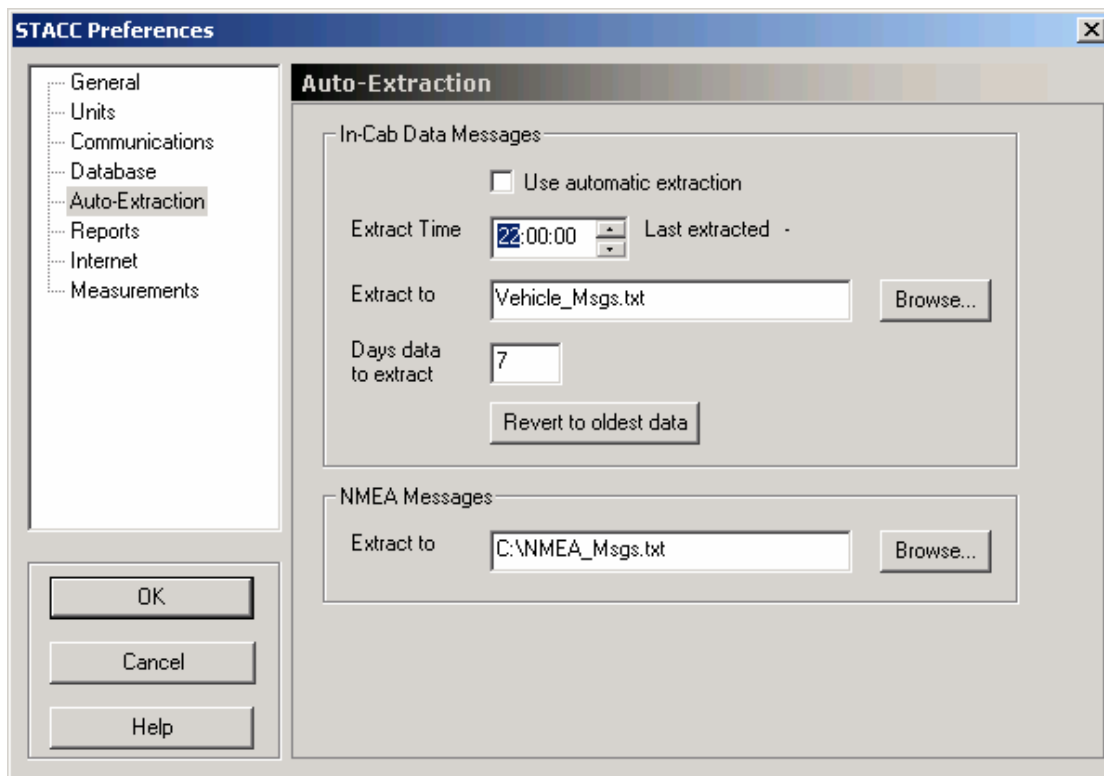 STACC Preferences
General
Units
Communications
Database
Auto-Extraction
Reports
Internet
Measurements
OK
Cancel
Help
Auto-Extraction
In-Cab Data Messages
Use automatic extraction
Extract Time 22:00:00 Last extracted -
Extract to Vehicle_Msgs.txt Browse...
Days data
to extract 7
Revert to oldest data
NMEA Messages
Extract to C:\NMEA_Msgs.txt Browse...